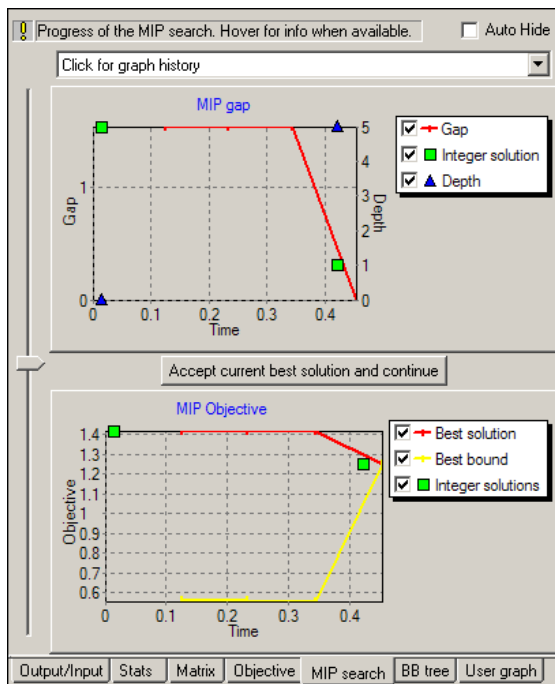 Progress of the MIP search. Hover for info when available.
Auto Hide
Click for graph history
MIP gap
Gap
Integer solution
Depth
1
0
Gap
5
4
3
2
1
0
Depth
0 0.1 0.2 0.3 0.4
Time
Accept current best solution and continue
MIP Objective
Best solution
Best bound
Integer solutions
1.4
1.3
1.2
1.1
1
0.9
0.8
0.7
0.6
Objective
0 0.1 0.2 0.3 0.4
Time
Output/Input Stats Matrix Objective MIP search BB tree User graph